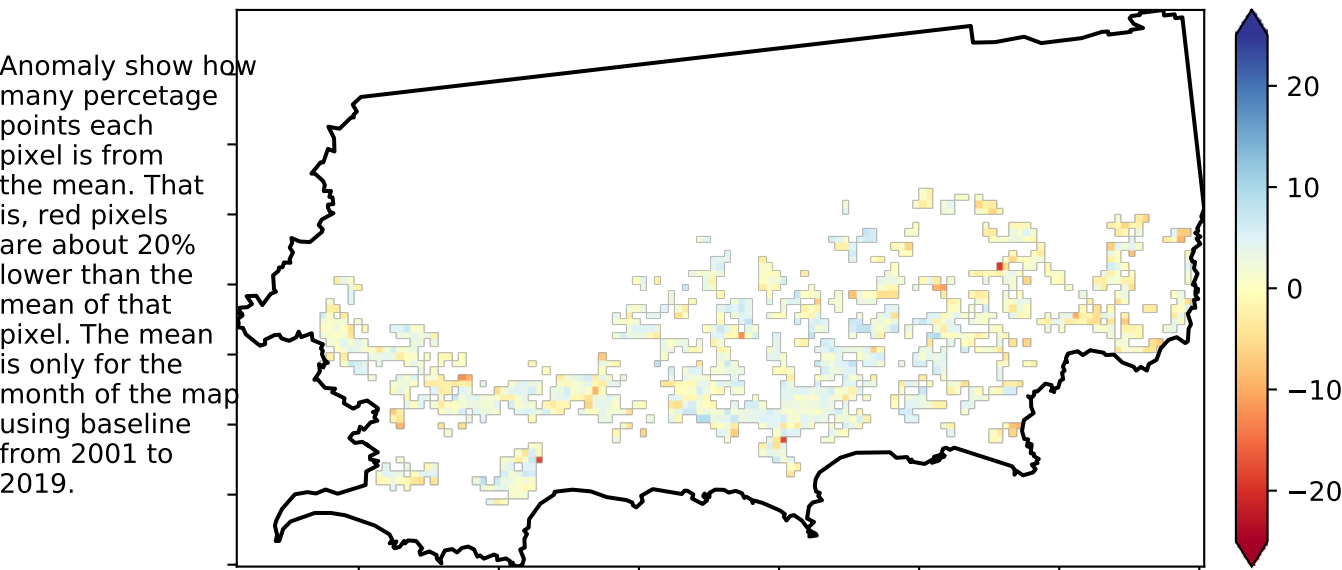 Anomaly show how
many percetage
points each
pixel is from
the mean. That
is, red pixels
are about 20%
lower than the
mean of that
pixel. The mean
is only for the
month of the map
using baseline
from 2001 to
2019.
20
10
0
−10
−20